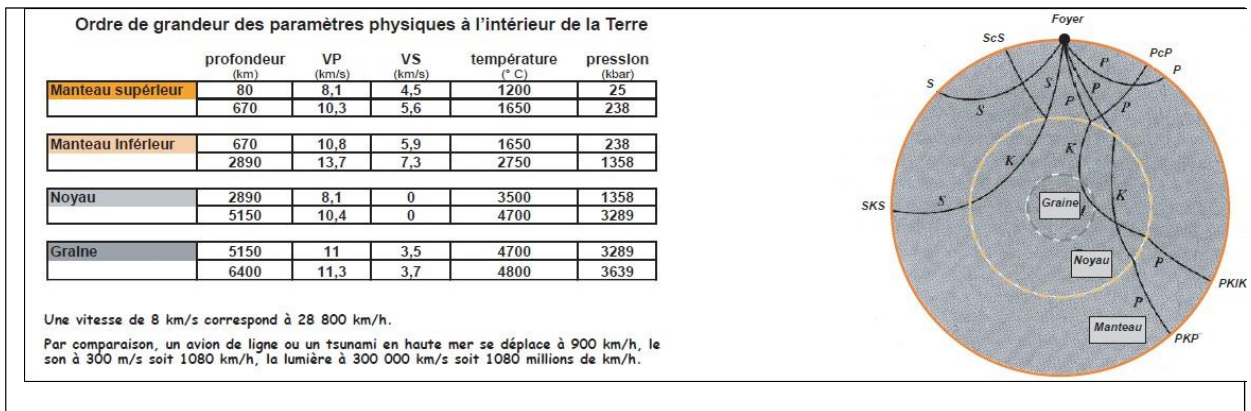 Ordre de grandeur des paramètres physiques à l'intérieur de la Terre
profondeur VP VS température pression
(km) (km/s) (km/s) (° C) (kbar)
Manteau supérieur 80 8,1 4,5 1200 25
670 10,3 5,6 1650 238
Manteau Inférieur 670 10,8 5,9 1650 238
2890 13,7 7,3 2750 1358
Noyau 2890 8,1 0 3500 1358
5150 10,4 0 4700 3289
Graine 5150 11 3,5 4700 3289
6400 11,3 3,7 4800 3639
Une vitesse de 8 km/s correspond à 28 800 km/h.
Par comparaison, un avion de ligne ou un tsunami en haute mer se déplace à 900 km/h, le
son à 300 m/s soit 1080 km/h, la lumière à 300 000 km/s soit 1080 millions de km/h.
Foyer
ScS
PcP
P
S
P
S
P
P
S
P
K
K
K
SKS
S
Graine
I
Noyau
P
PKIK
P
Manteau
PKP